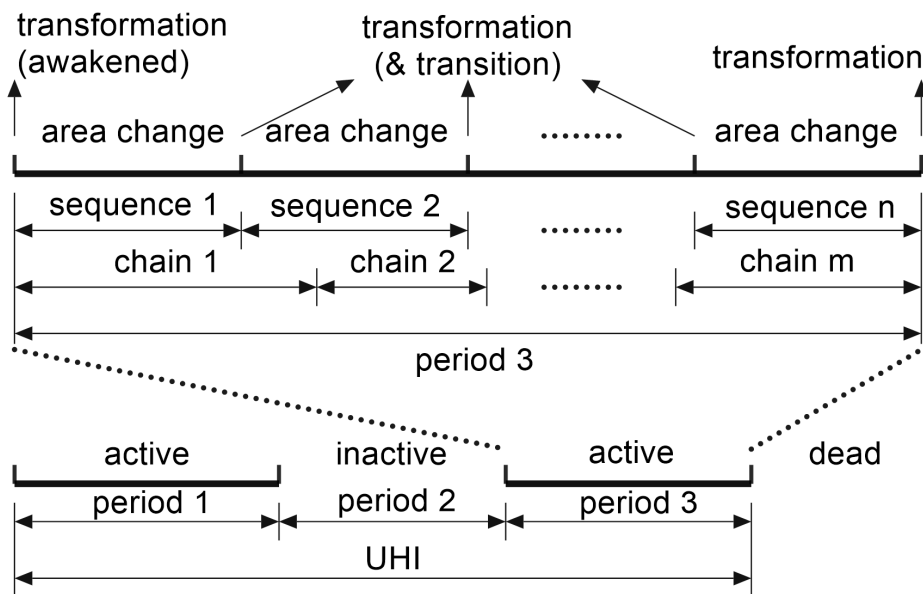 transformation
(awakened)
transformation
(& transition)
transformation
area change
area change
........
area change
sequence 1
sequence 2
........
sequence n
chain 1
chain 2
........
chain m
period 3
active
inactive
active
dead
period 1
period 2
period 3
UHI